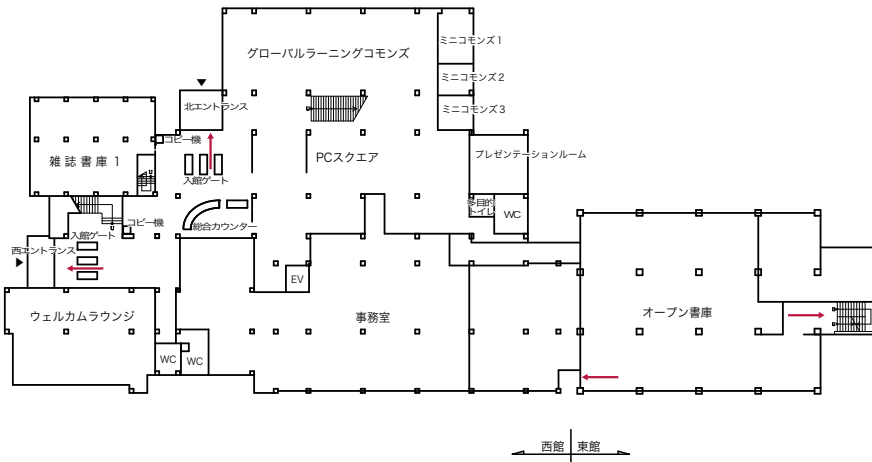 グローバルラーニングコモンズ
ミニコモンズ1
ミニコモンズ2
ミニコモンズ3
北エントランス
コピー機
雑誌書庫 1
入館ゲート
PCスクエア
プレゼンテーションルーム
多目的
トイレ
WC
コピー機
総合カウンター
入館ゲート
西エントランス
EV
ウェルカムラウンジ
事務室
オープン書庫
WC
WC
西館
東館